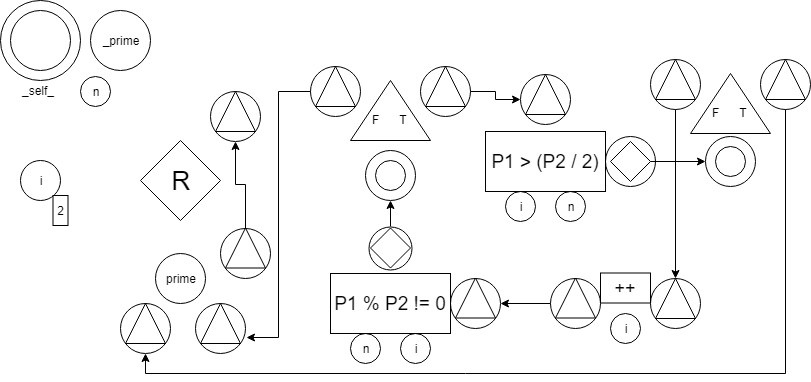 _prime
_self_
n
F T
F T
P1 > (P2 / 2)
R
i
2
i
n
prime
++
P1 % P2 != 0
i
n
i